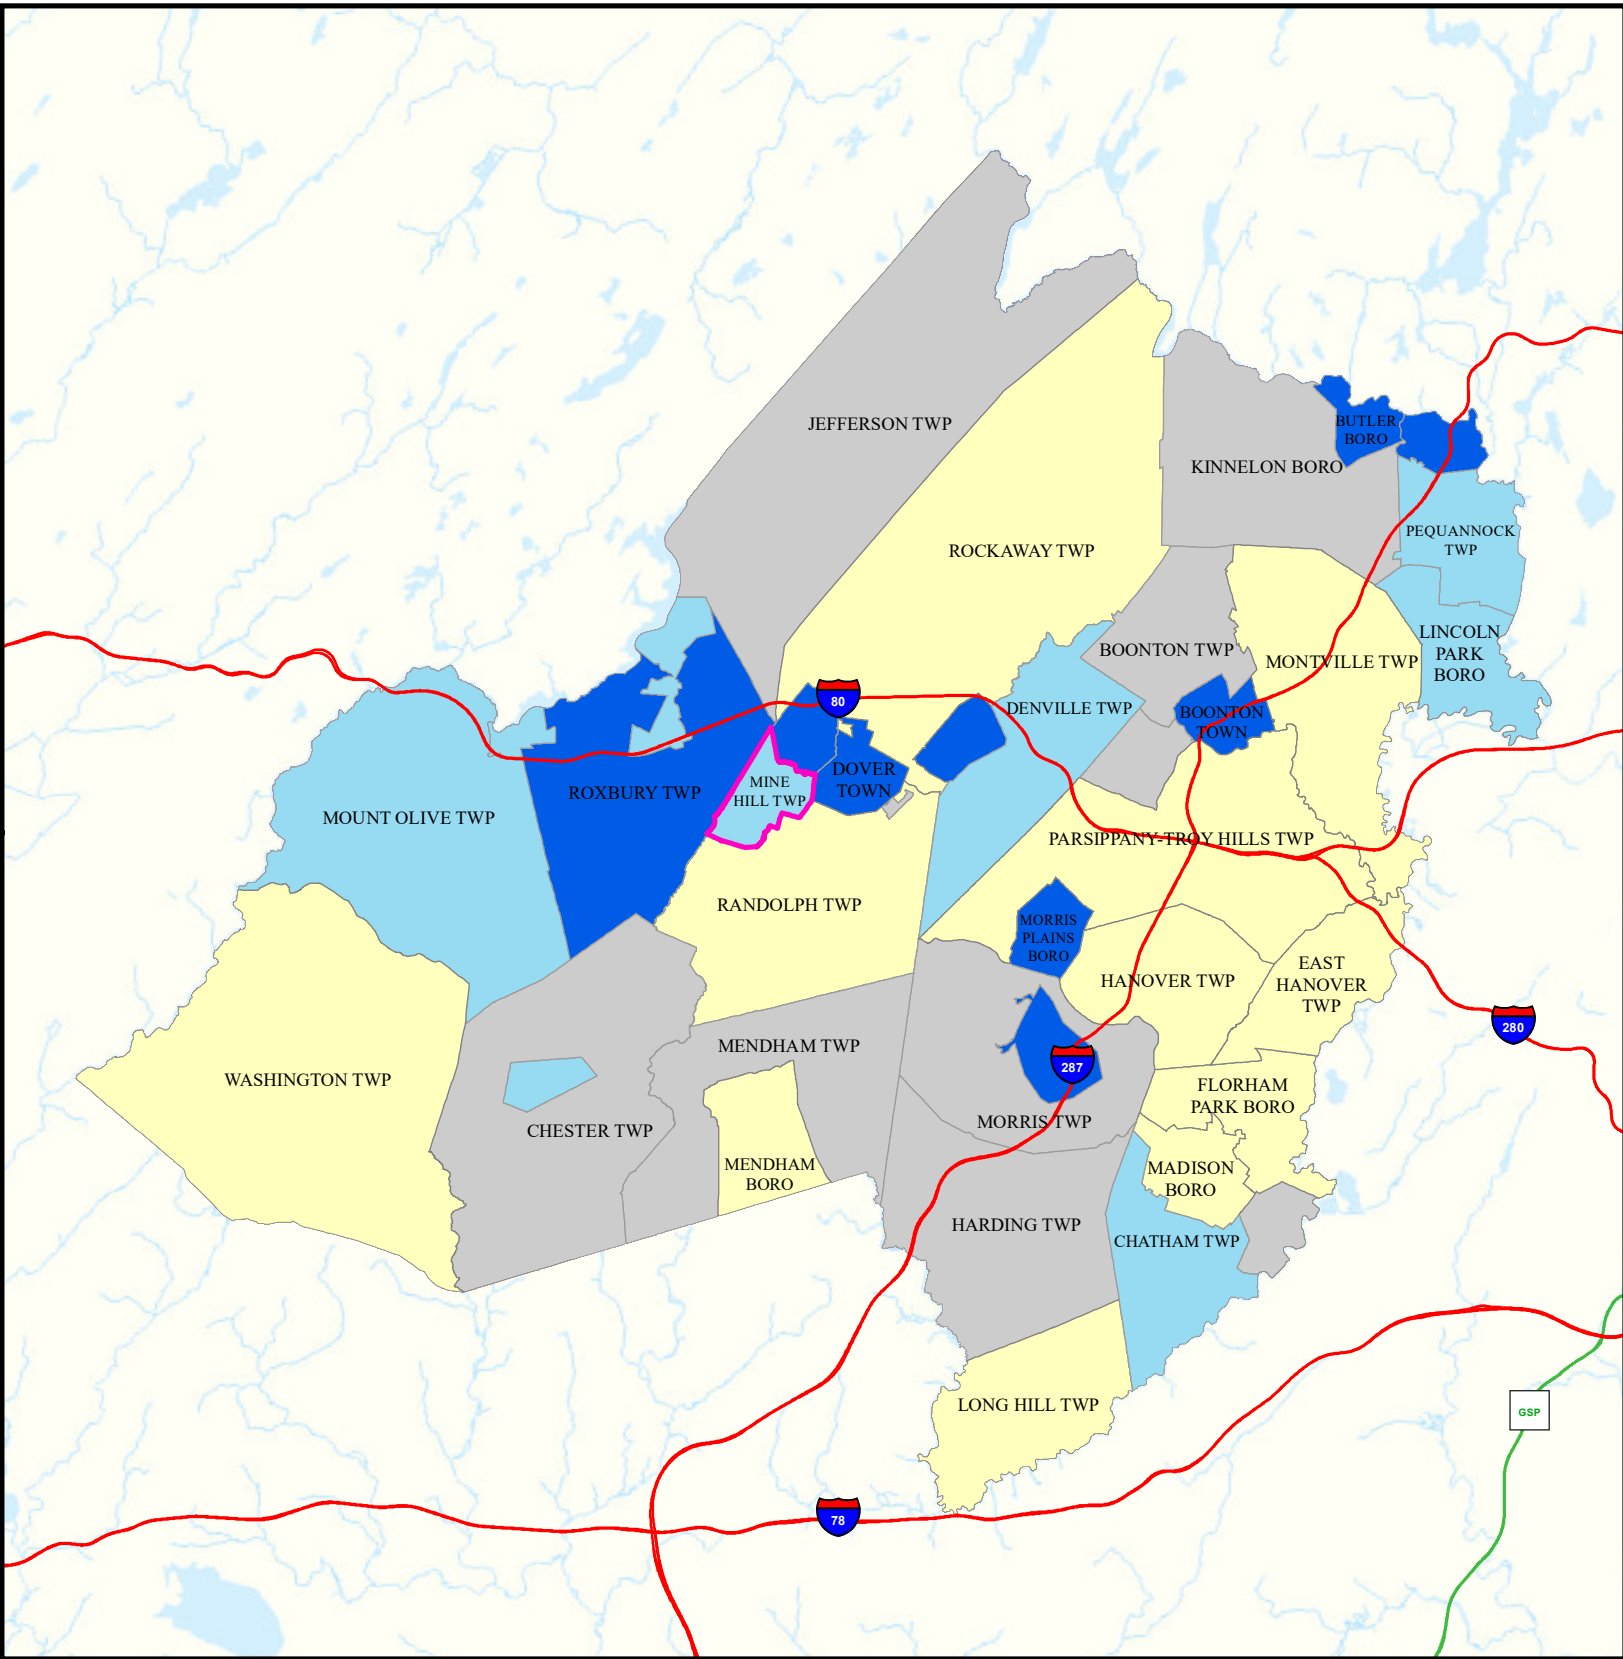 JEFFERSON TWP
BUTLER
BORO
KINNELON BORO
PEQUANNOCK
TWP
ROCKAWAY TWP
LINCOLN
PARK
BORO
BOONTON TWP
MONTVILLE TWP
80
DENVILLE TWP
BOONTON
TOWN
DOVER
TOWN
MINE
HILL TWP
ROXBURY TWP
MOUNT OLIVE TWP
PARSIPPANY-TROY HILLS TWP
RANDOLPH TWP
MORRIS
PLAINS
BORO
HANOVER TWP
EAST
HANOVER
TWP
280
MENDHAM TWP
287
WASHINGTON TWP
FLORHAM
PARK BORO
CHESTER TWP
MORRIS TWP
MENDHAM
BORO
MADISON
BORO
HARDING TWP
CHATHAM TWP
LONG HILL TWP
GSP
78